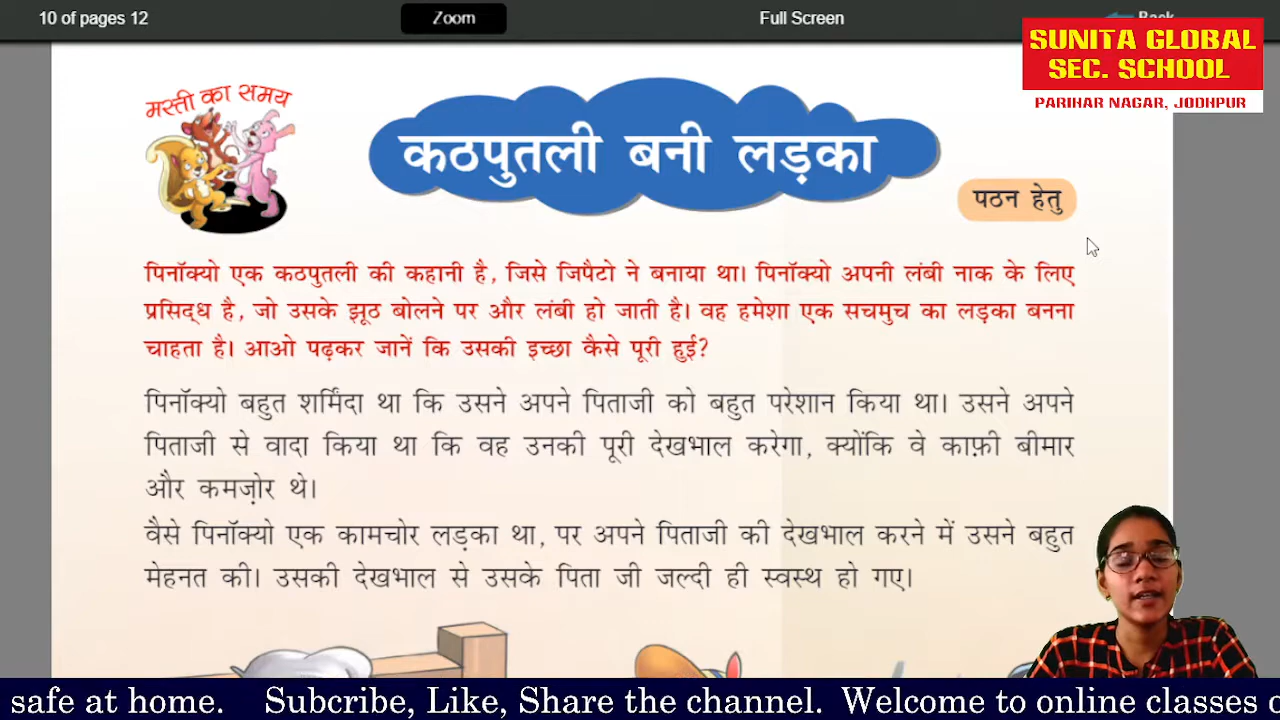 10 of pages 12 Zoom Full Screen Back
SUNITA GLOBAL
SEC. SCHOOL
PARIHAR NAGAR, JODHPUR
मस्ती का समय
कठपुतली बनी लड़का
पठन हेतु
पिनॉक्यो एक कठपुतली की कहानी है, जिसे जिपैटो ने बनाया था। पिनॉक्यो अपनी लंबी नाक के लिए
प्रसिद्ध है, जो उसके झूठ बोलने पर और लंबी हो जाती है। वह हमेशा एक सचमुच का लड़का बनना
चाहता है। आओ पढ़कर जानें कि उसकी इच्छा कैसे पूरी हुई?
पिनॉक्यो बहुत शर्मिंदा था कि उसने अपने पिताजी को बहुत परेशान किया था। उसने अपने
पिताजी से वादा किया था कि वह उनकी पूरी देखभाल करेगा, क्योंकि वे काफ़ी बीमार
और कमज़ोर थे।
वैसे पिनॉक्यो एक कामचोर लड़का था, पर अपने पिताजी की देखभाल करने में उसने बहुत
मेहनत की। उसकी देखभाल से उसके पिता जी जल्दी ही स्वस्थ हो गए।
safe at home. Subcribe, Like, Share the channel. Welcome to online classes